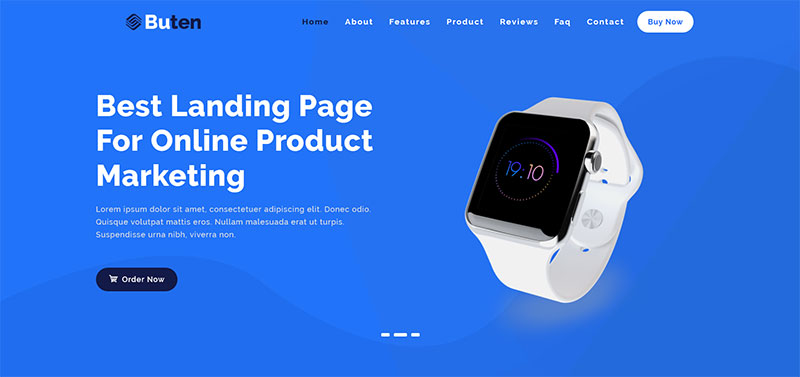 Buten
Home About Features Product Reviews Faq Contact Buy Now
Best Landing Page
For Online Product
Marketing
Lorem ipsum dolor sit amet, consectetuer adipiscing elit. Donec odio.
Quisque volutpat mattis eros. Nullam malesuada erat ut turpis.
Suspendisse urna nibh, viverra non.
Order Now
19:10